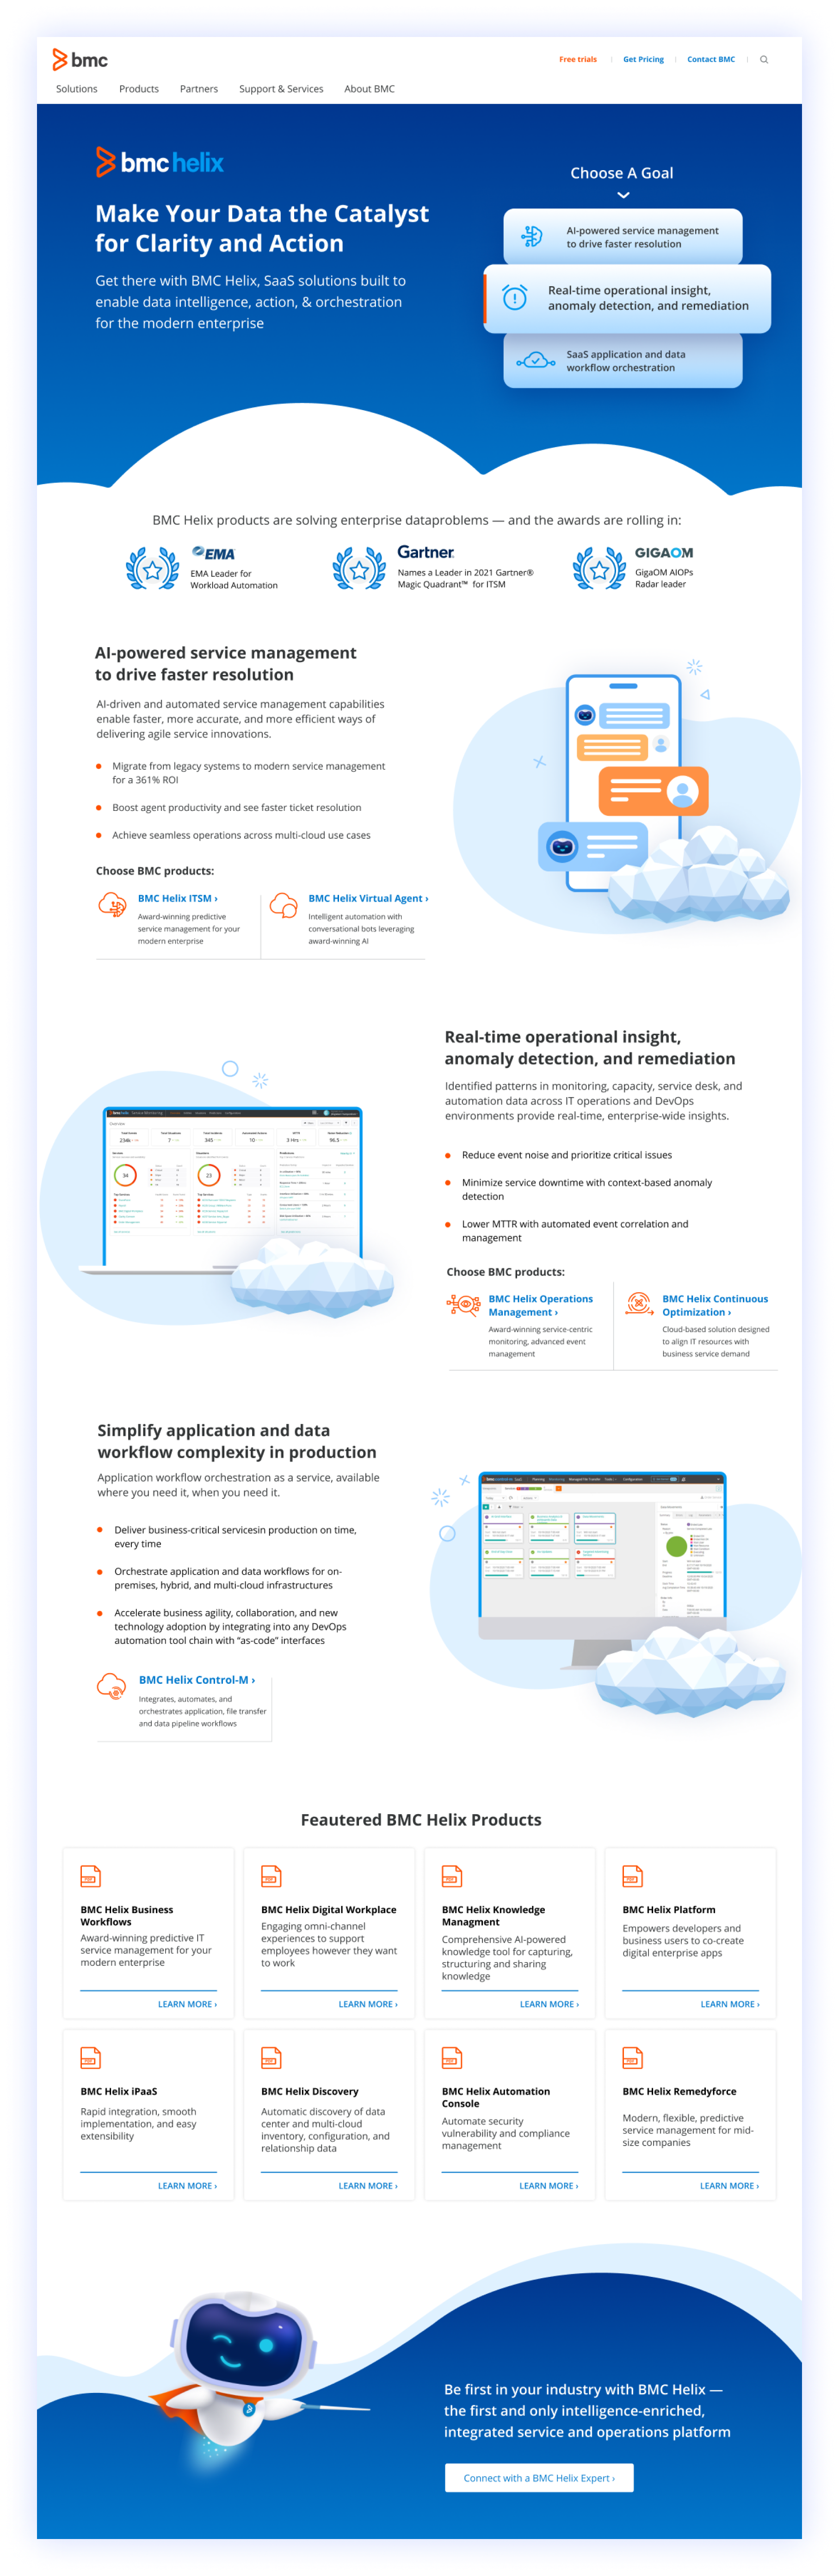 bmc
Free trials
Get Pricing
Contact BMC
Solutions
Products
Partners
Support & Services
About BMC
bmc helix
Make Your Data the Catalyst
for Clarity and Action
Get there with BMC Helix, SaaS solutions built to
enable data intelligence, action, & orchestration
for the modern enterprise
Choose A Goal
AI-powered service management
to drive faster resolution
Real-time operational insight,
anomaly detection, and remediation
SaaS application and data
workflow orchestration
BMC Helix products are solving enterprise dataproblems — and the awards are rolling in:
EMA
EMA Leader for
Workload Automation
Gartner
Names a Leader in 2021 Gartner®
Magic Quadrant™ for ITSM
GIGAOM
GigaOM AIOPs
Radar leader
AI-powered service management
to drive faster resolution
AI-driven and automated service management capabilities
enable faster, more accurate, and more efficient ways of
delivering agile service innovations.
Migrate from legacy systems to modern service management
for a 361% ROI
Boost agent productivity and see faster ticket resolution
Achieve seamless operations across multi-cloud use cases
Choose BMC products:
BMC Helix ITSM ›
Award-winning predictive
service management for your
modern enterprise
BMC Helix Virtual Agent ›
Intelligent automation with
conversational bots leveraging
award-winning AI
Real-time operational insight,
anomaly detection, and remediation
Identified patterns in monitoring, capacity, service desk, and
automation data across IT operations and DevOps
environments provide real-time, enterprise-wide insights.
Reduce event noise and prioritize critical issues
Minimize service downtime with context-based anomaly
detection
Lower MTTR with automated event correlation and
management
Choose BMC products:
BMC Helix Operations
Management ›
Award-winning service-centric
monitoring, advanced event
management
BMC Helix Continuous
Optimization ›
Cloud-based solution designed
to align IT resources with
business service demand
234k
7
345
10
3 Hrs
96.5
34
23
Simplify application and data
workflow complexity in production
Application workflow orchestration as a service, available
where you need it, when you need it.
Deliver business-critical servicesin production on time,
every time
Orchestrate application and data workflows for on-
premises, hybrid, and multi-cloud infrastructures
Accelerate business agility, collaboration, and new
technology adoption by integrating into any DevOps
automation tool chain with “as-code” interfaces
BMC Helix Control-M ›
Integrates, automates, and
orchestrates application, file transfer
and data pipeline workflows
Feautered BMC Helix Products
PDF
BMC Helix Business
Workflows
Award-winning predictive IT
service management for your
modern enterprise
LEARN MORE ›
PDF
BMC Helix Digital Workplace
Engaging omni-channel
experiences to support
employees however they want
to work
LEARN MORE ›
PDF
BMC Helix Knowledge
Managment
Comprehensive AI-powered
knowledge tool for capturing,
structuring and sharing
knowledge
LEARN MORE ›
PDF
BMC Helix Platform
Empowers developers and
business users to co-create
digital enterprise apps
LEARN MORE ›
PDF
BMC Helix iPaaS
Rapid integration, smooth
implementation, and easy
extensibility
LEARN MORE ›
PDF
BMC Helix Discovery
Automatic discovery of data
center and multi-cloud
inventory, configuration, and
relationship data
LEARN MORE ›
PDF
BMC Helix Automation
Console
Automate security
vulnerability and compliance
management
LEARN MORE ›
PDF
BMC Helix Remedyforce
Modern, flexible, predictive
service management for mid-
size companies
LEARN MORE ›
Be first in your industry with BMC Helix —
the first and only intelligence-enriched,
integrated service and operations platform
Connect with a BMC Helix Expert ›